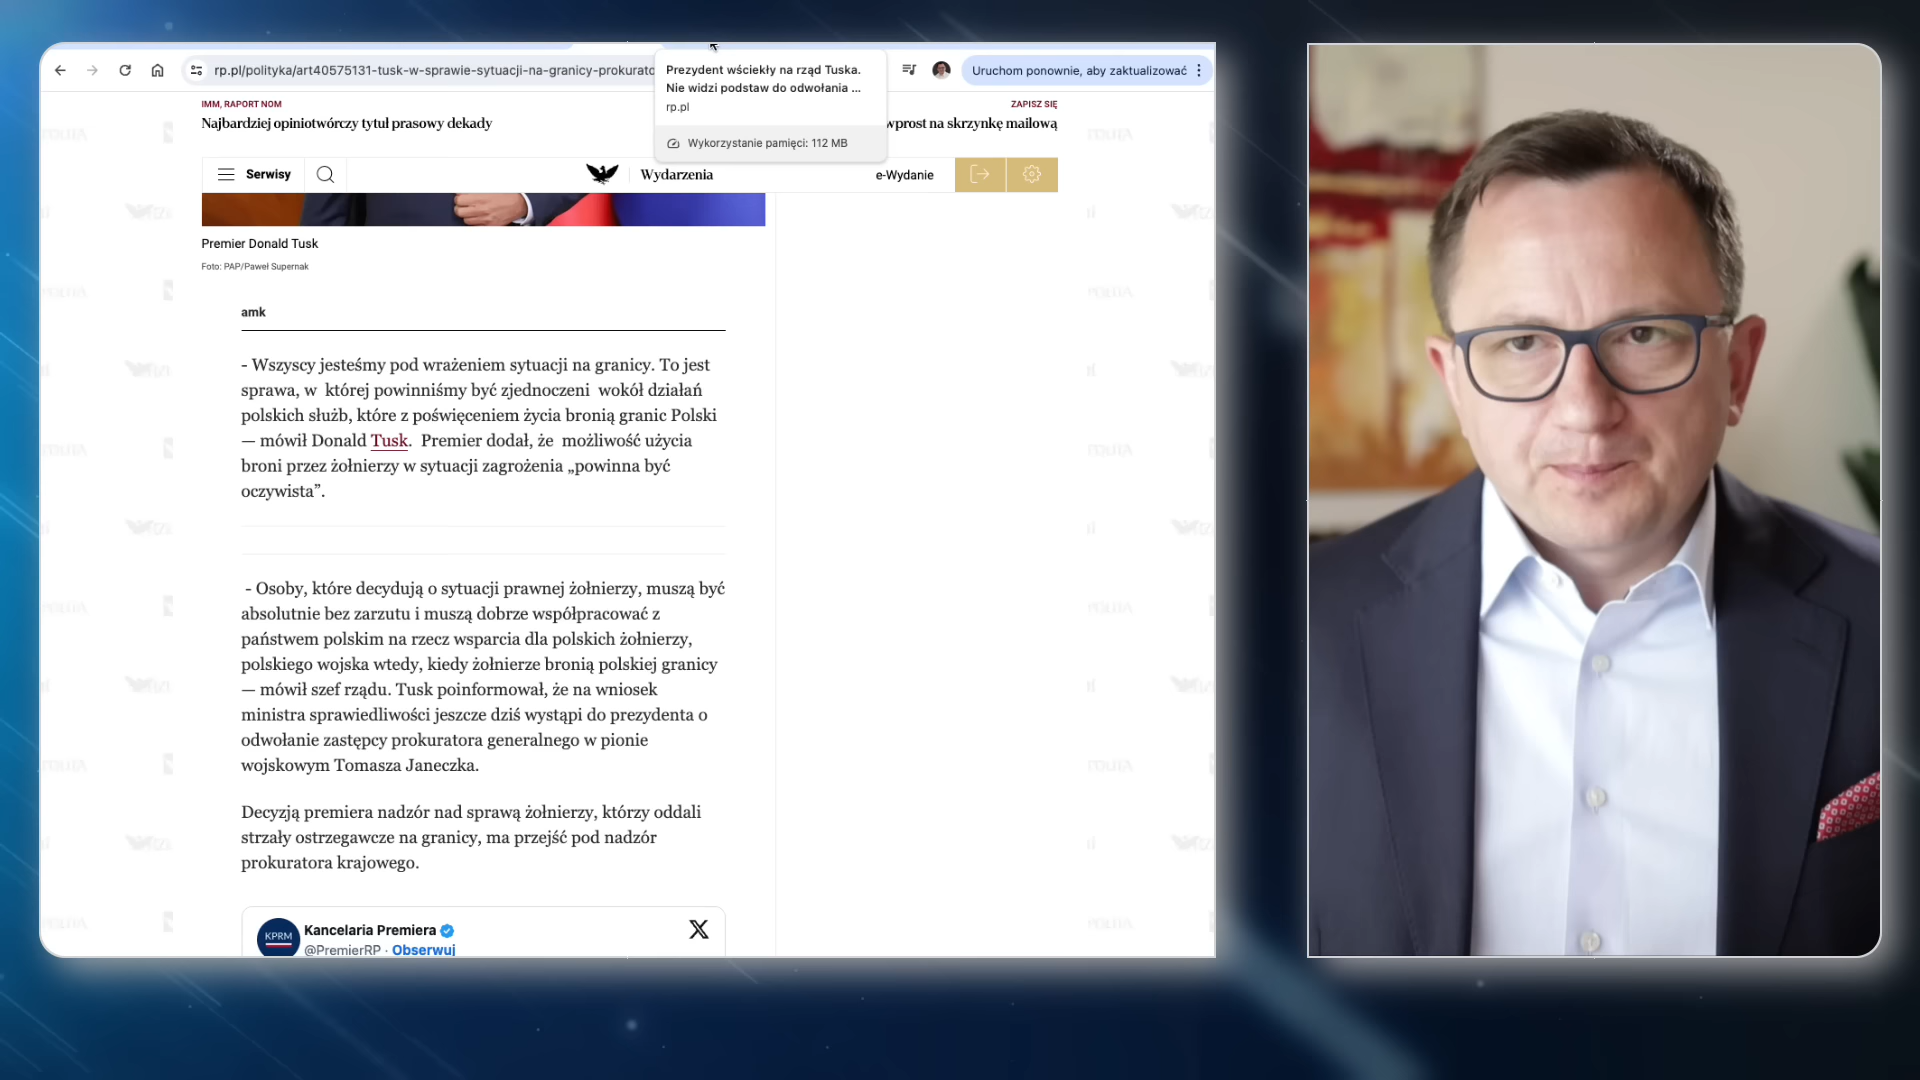 rp.pl/polityka/art40575131-tusk-w-sprawie-sytuacji-na-granicy-prokurato
Prezydent wściekły na rząd Tuska.
Nie widzi podstaw do odwołania ...
rp.pl
Wykorzystanie pamięci: 112 MB
Uruchom ponownie, aby zaktualizować
IMM, RAPORT NOM
Najbardziej opiniotwórczy tytuł prasowy dekady
ZAPISZ SIĘ
wprost na skrzynkę mailową
Serwisy
Wydarzenia
e-Wydanie
Premier Donald Tusk
Foto: PAP/Paweł Supernak
amk
- Wszyscy jesteśmy pod wrażeniem sytuacji na granicy. To jest
sprawa, w której powinniśmy być zjednoczeni wokół działań
polskich służb, które z poświęceniem życia bronią granic Polski
— mówił Donald Tusk. Premier dodał, że możliwość użycia
broni przez żołnierzy w sytuacji zagrożenia „powinna być
oczywista”.
- Osoby, które decydują o sytuacji prawnej żołnierzy, muszą być
absolutnie bez zarzutu i muszą dobrze współpracować z
państwem polskim na rzecz wsparcia dla polskich żołnierzy,
polskiego wojska wtedy, kiedy żołnierze bronią polskiej granicy
— mówił szef rządu. Tusk poinformował, że na wniosek
ministra sprawiedliwości jeszcze dziś wystąpi do prezydenta o
odwołanie zastępcy prokuratora generalnego w pionie
wojskowym Tomasza Janeczka.
Decyzją premiera nadzór nad sprawą żołnierzy, którzy oddali
strzały ostrzegawcze na granicy, ma przejść pod nadzór
prokuratora krajowego.
KPRM
Kancelaria Premiera
@PremierRP · Obserwuj